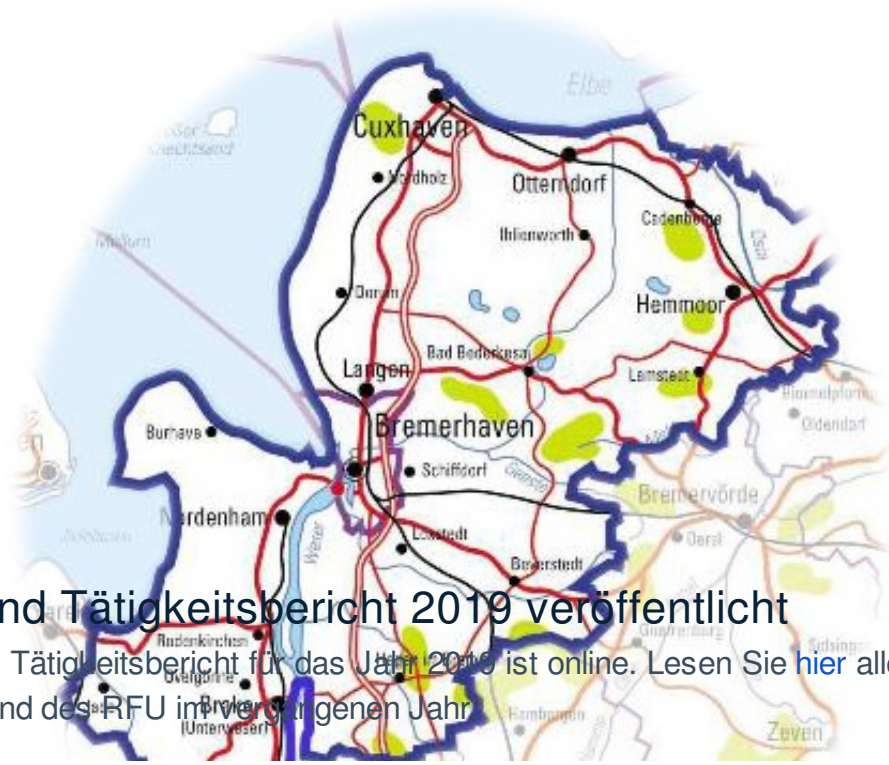 Elbe
Cuxhaven
Nordholz
Otterndorf
Cadenberge
Ihlienworth
Mellum
Dorum
Hemmoor
Bad Bederkesa
Langen
Lamstedt
Oldendorf
Burhave
Bremerhaven
Schiffdorf
Geeste
Bremervörde
Nordenham
Weser
Loxstedt
Oerel
Beverstedt
nd Tätigkeitsbericht 2019 veröffentlicht
Rodenkirchen
Tätigkeitsbericht für das Jahr 2019 ist online. Lesen Sie hier alle
Ovelgönne
nd des RFU im vergangenen Jahr
Brake
(Unterweser)
Zeven